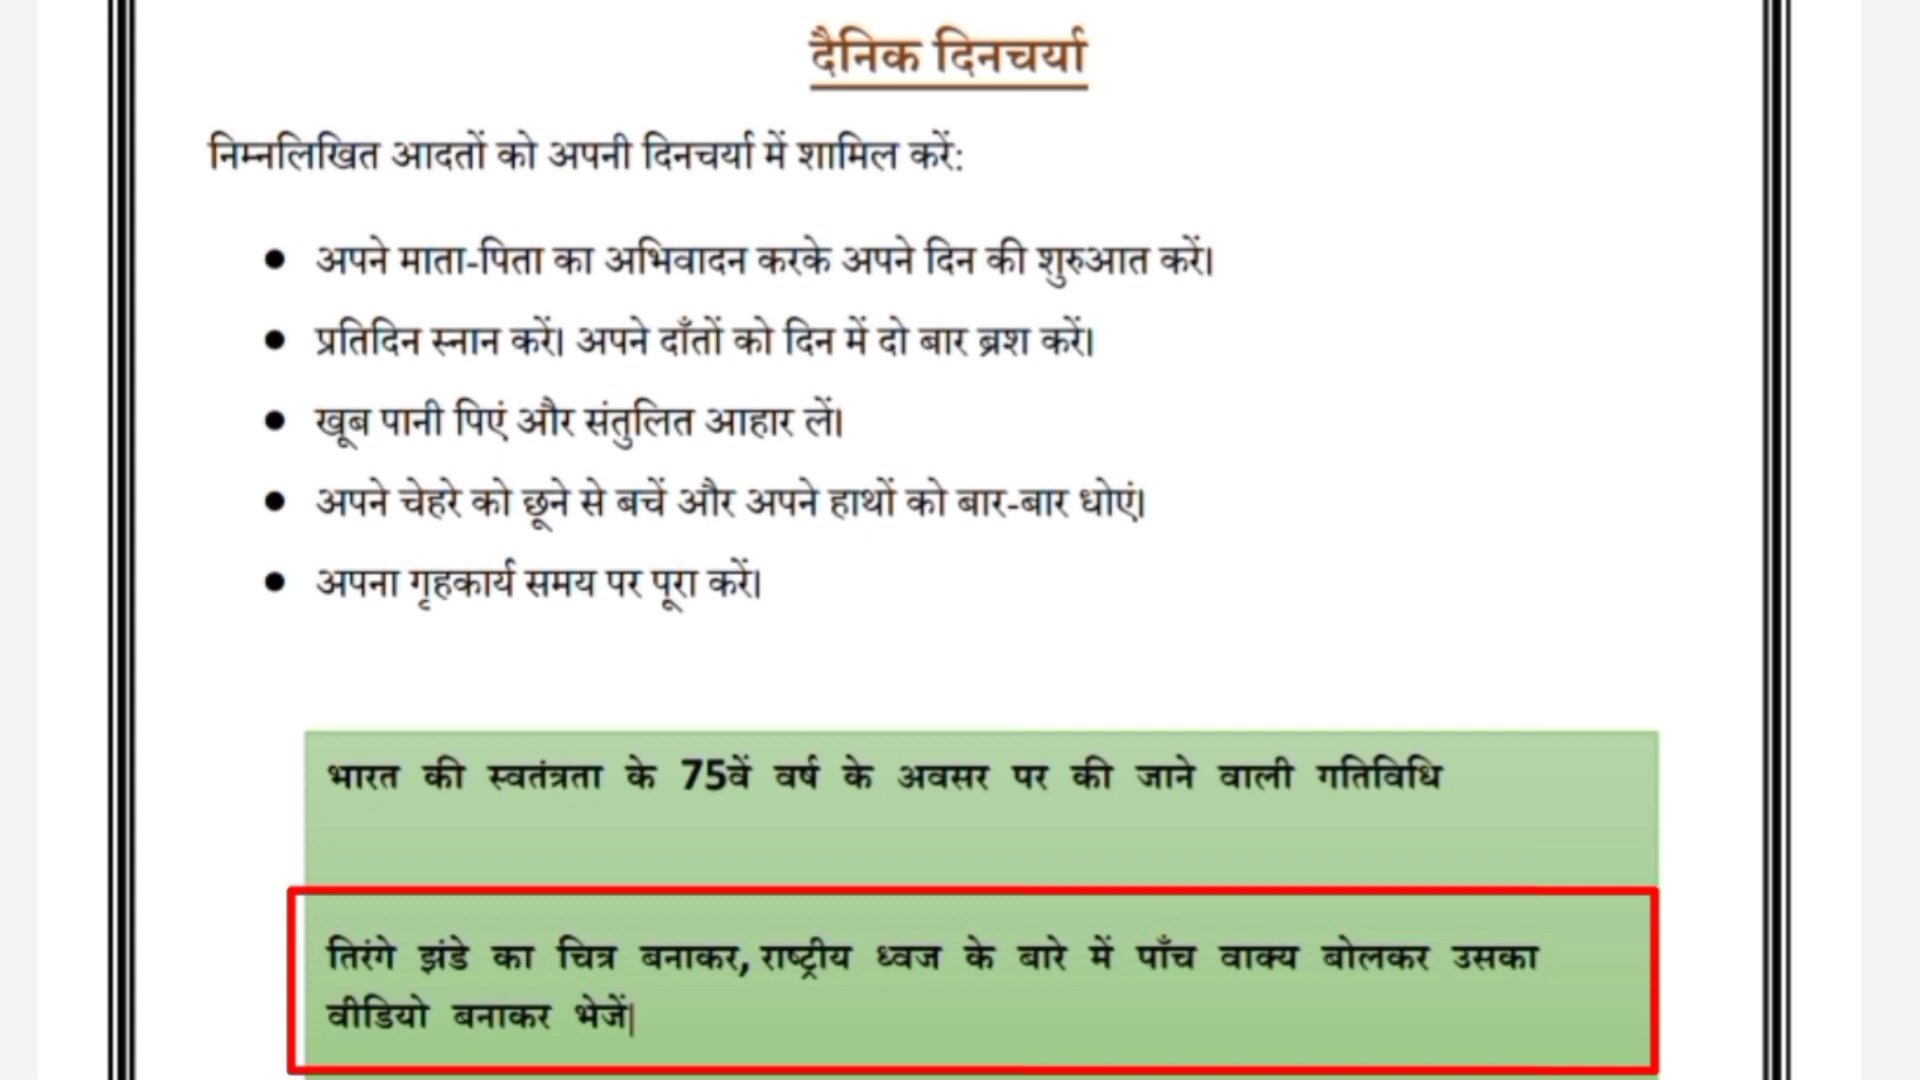 दैनिक दिनचर्या
निम्नलिखित आदतों को अपनी दिनचर्या में शामिल करें:
● अपने माता-पिता का अभिवादन करके अपने दिन की शुरुआत करें।
● प्रतिदिन स्नान करें। अपने दाँतों को दिन में दो बार ब्रश करें।
● खूब पानी पिएं और संतुलित आहार लें।
● अपने चेहरे को छूने से बचें और अपने हाथों को बार-बार धोएं।
● अपना गृहकार्य समय पर पूरा करें।
भारत की स्वतंत्रता के 75वें वर्ष के अवसर पर की जाने वाली गतिविधि
तिरंगे झंडे का चित्र बनाकर, राष्ट्रीय ध्वज के बारे में पाँच वाक्य बोलकर उसका
वीडियो बनाकर भेजें|